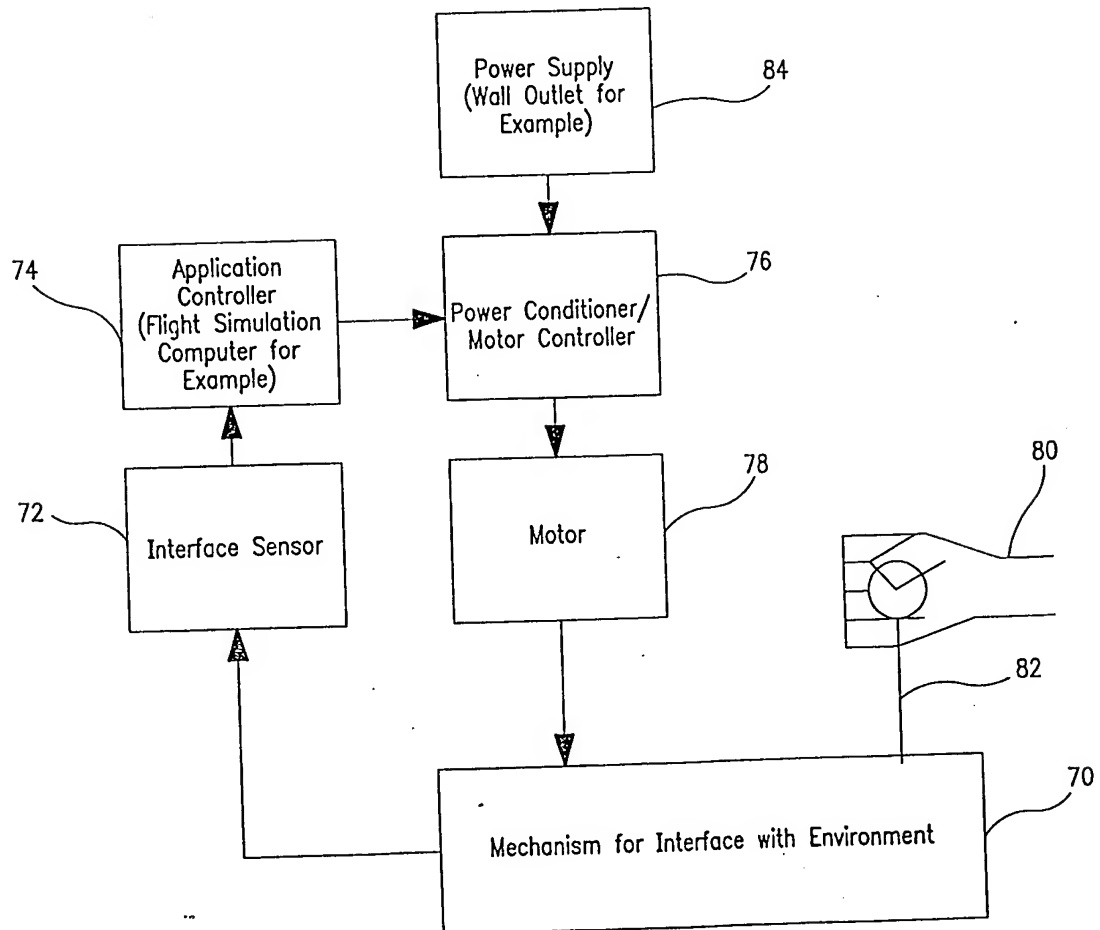 Power Supply
(Wall Outlet for
Example)
84
74
Application
Controller
(Flight Simulation
Computer for
Example)
Power Conditioner/
Motor Controller
76
72
Interface Sensor
Motor
78
80
82
Mechanism for Interface with Environment
70